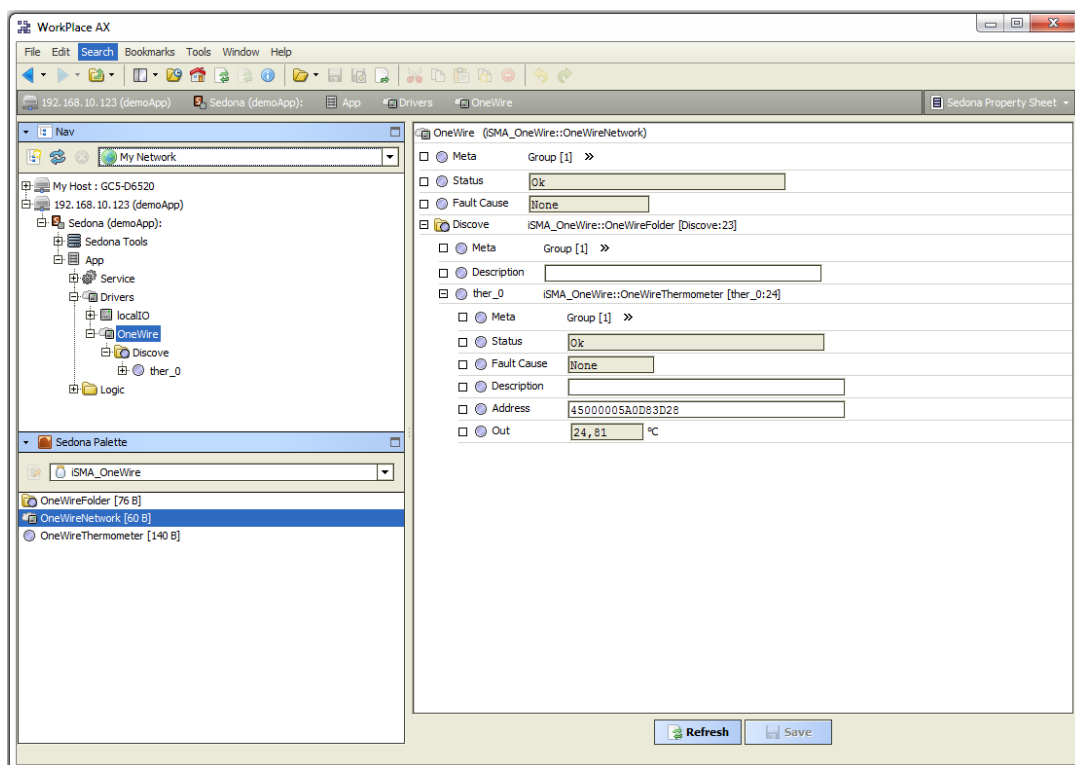 WorkPlace AX
File Edit Search Bookmarks Tools Window Help
192.168.10.123 (demoApp) Sedona (demoApp): App Drivers OneWire Sedona Property Sheet
Nav
My Network
My Host : GC5-D6520
192.168.10.123 (demoApp)
Sedona (demoApp):
Sedona Tools
App
Service
Drivers
localIO
OneWire
Discove
ther_0
Logic
Sedona Palette
iSMA_OneWire
OneWireFolder [76 B]
OneWireNetwork [60 B]
OneWireThermometer [140 B]
OneWire (iSMA_OneWire::OneWireNetwork)
Meta Group [1] »
Status Ok
Fault Cause None
Discove iSMA_OneWire::OneWireFolder [Discove:23]
Meta Group [1] »
Description
ther_0 iSMA_OneWire::OneWireThermometer [ther_0:24]
Meta Group [1] »
Status Ok
Fault Cause None
Description
Address 45000005A0D83D28
Out 24,81 ºC
Refresh Save